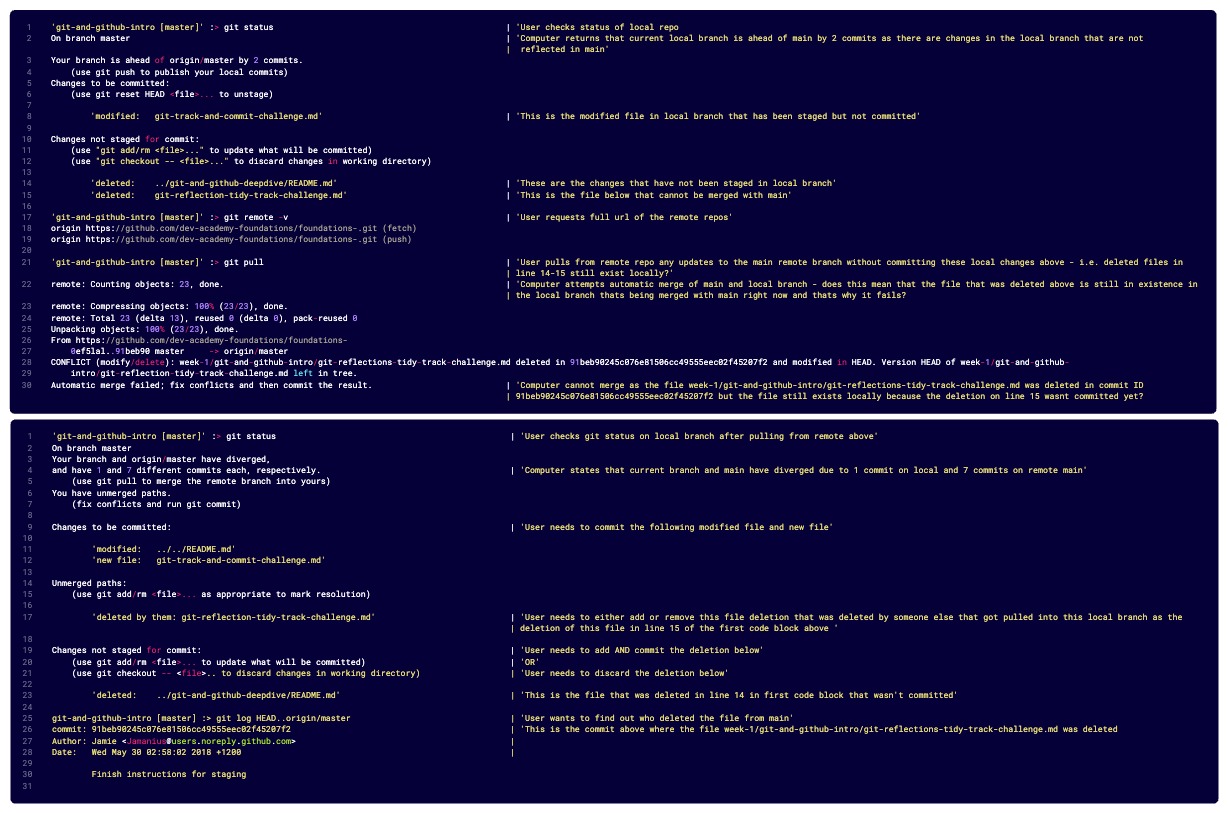 1 'git-and-github-intro [master]' :> git status | 'User checks status of local repo
2 On branch master | 'Computer returns that current local branch is ahead of main by 2 commits as there are changes in the local branch that are not
| reflected in main'
3 Your branch is ahead of origin/master by 2 commits.
4 (use git push to publish your local commits)
5 Changes to be committed:
6 (use git reset HEAD <file>... to unstage)
7
8 'modified: git-track-and-commit-challenge.md' | 'This is the modified file in local branch that has been staged but not committed'
9
10 Changes not staged for commit:
11 (use "git add/rm <file>..." to update what will be committed)
12 (use "git checkout -- <file>..." to discard changes in working directory)
13
14 'deleted: ../git-and-github-deepdive/README.md' | 'These are the changes that have not been staged in local branch'
15 'deleted: git-reflection-tidy-track-challenge.md' | 'This is the file below that cannot be merged with main'
16
17 'git-and-github-intro [master]' :> git remote -v | 'User requests full url of the remote repos'
18 origin https://github.com/dev-academy-foundations/foundations-.git (fetch)
19 origin https://github.com/dev-academy-foundations/foundations-.git (push)
20
21 'git-and-github-intro [master]' :> git pull | 'User pulls from remote repo any updates to the main remote branch without committing these local changes above - i.e. deleted files in
| line 14-15 still exist locally?'
22 remote: Counting objects: 23, done. | 'Computer attempts automatic merge of main and local branch - does this mean that the file that was deleted above is still in existence in
| the local branch thats being merged with main right now and thats why it fails?
23 remote: Compressing objects: 100% (23/23), done.
24 remote: Total 23 (delta 13), reused 0 (delta 0), pack-reused 0
25 Unpacking objects: 100% (23/23), done.
26 From https://github.com/dev-academy-foundations/foundations-
27 0ef5lal..91beb90 master -> origin/master
28 CONFLICT (modify/delete): week-1/git-and-github-intro/git-reflections-tidy-track-challenge.md deleted in 91beb90245c076e81506cc49555eec02f45207f2 and modified in HEAD. Version HEAD of week-1/git-and-github-
29 intro/git-reflection-tidy-track-challenge.md left in tree.
30 Automatic merge failed; fix conflicts and then commit the result. | 'Computer cannot merge as the file week-1/git-and-github-intro/git-reflections-tidy-track-challenge.md was deleted in commit ID
| 91beb90245c076e81506cc49555eec02f45207f2 but the file still exists locally because the deletion on line 15 wasnt committed yet?
1 'git-and-github-intro [master]' :> git status | 'User checks git status on local branch after pulling from remote above'
2 On branch master
3 Your branch and origin/master have diverged,
4 and have 1 and 7 different commits each, respectively. | 'Computer states that current branch and main have diverged due to 1 commit on local and 7 commits on remote main'
5 (use git pull to merge the remote branch into yours)
6 You have unmerged paths.
7 (fix conflicts and run git commit)
8
9 Changes to be committed: | 'User needs to commit the following modified file and new file'
10
11 'modified: ../../README.md'
12 'new file: git-track-and-commit-challenge.md'
13
14 Unmerged paths:
15 (use git add/rm <file>... as appropriate to mark resolution)
16
17 'deleted by them: git-reflection-tidy-track-challenge.md' | 'User needs to either add or remove this file deletion that was deleted by someone else that got pulled into this local branch as the
| deletion of this file in line 15 of the first code block above '
18
19 Changes not staged for commit: | 'User needs to add AND commit the deletion below'
20 (use git add/rm <file>... to update what will be committed) | 'OR'
21 (use git checkout -- <file>.. to discard changes in working directory) | 'User needs to discard the deletion below'
22
23 'deleted: ../git-and-github-deepdive/README.md' | 'This is the file that was deleted in line 14 in first code block that wasn't committed'
24
25 git-and-github-intro [master] :> git log HEAD..origin/master | 'User wants to find out who deleted the file from main'
26 commit: 91beb90245c076e81506cc49555eec02f45207f2 | 'This is the commit above where the file week-1/git-and-github-intro/git-reflections-tidy-track-challenge.md was deleted
27 Author: Jamie <Jamanius@users.noreply.github.com> |
28 Date: Wed May 30 02:58:02 2018 +1200 |
29
30 Finish instructions for staging
31